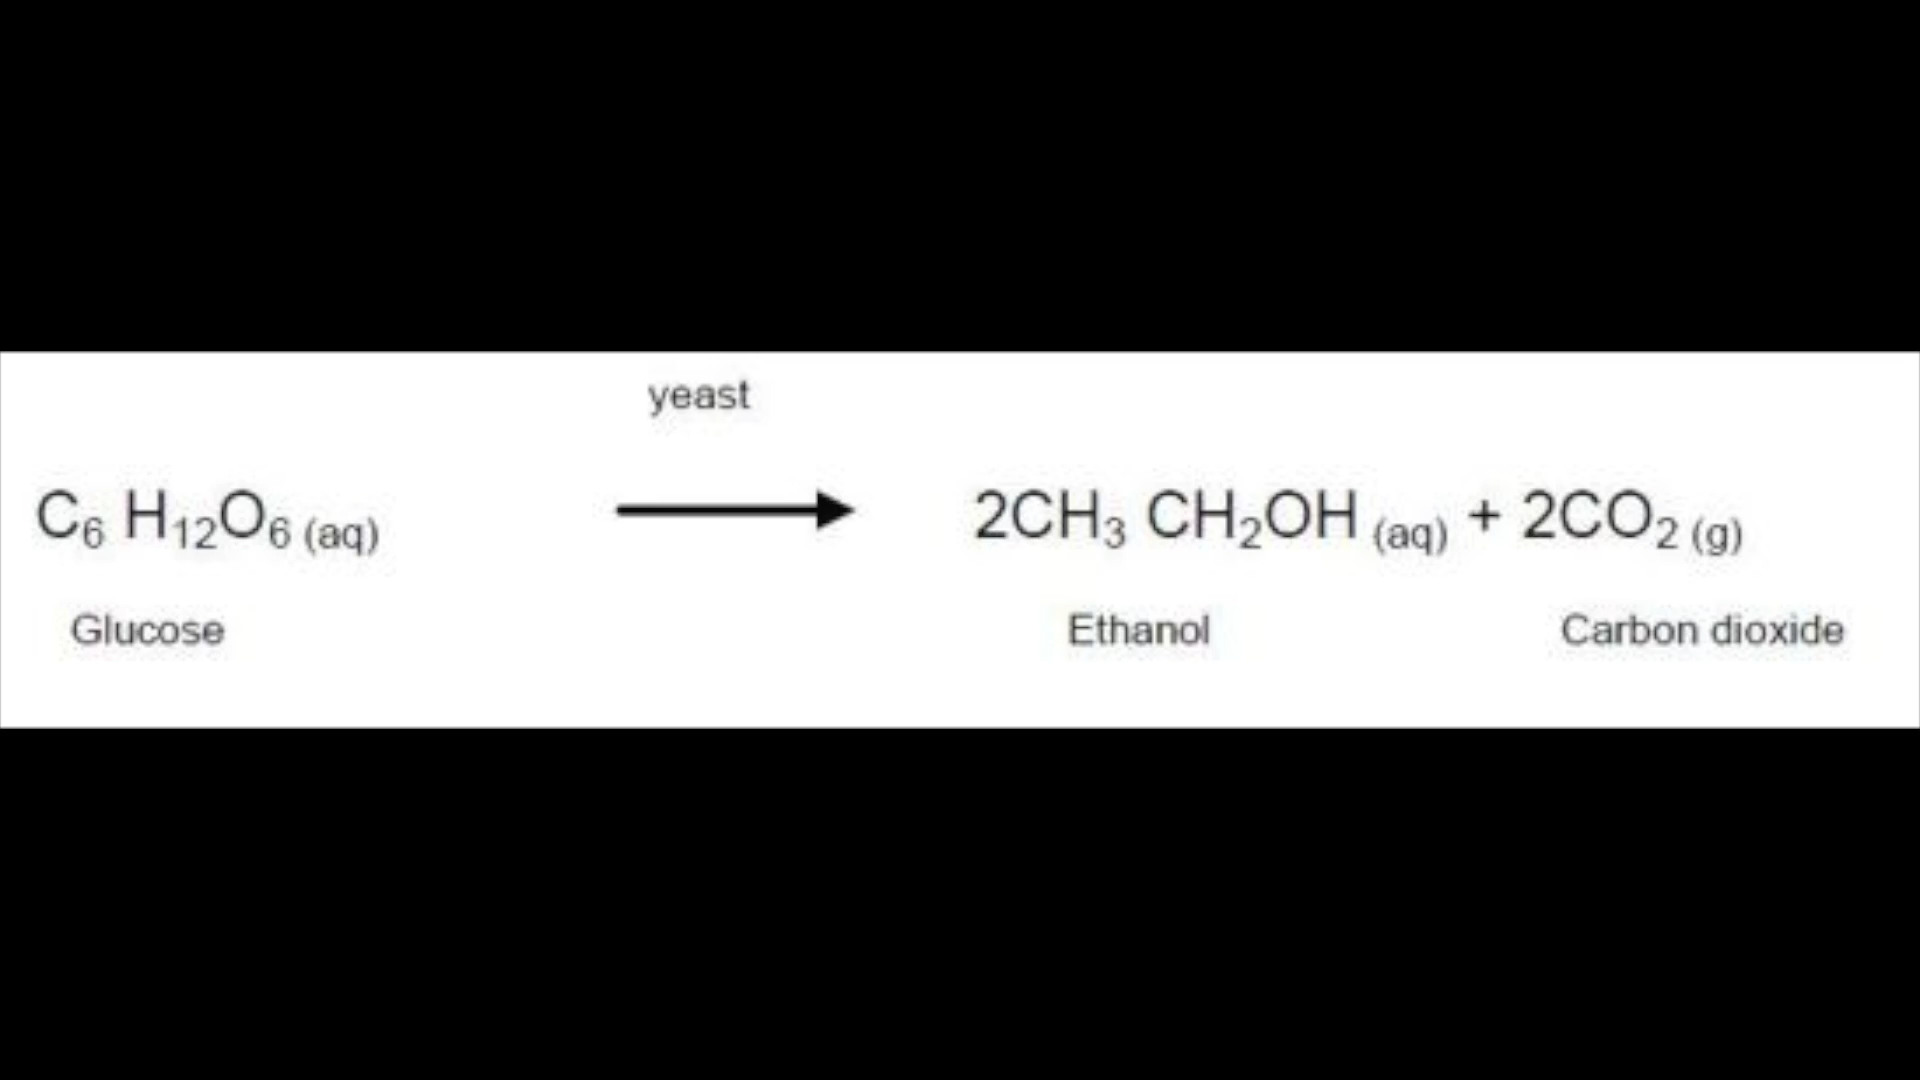 yeast
C₆ H₁₂O₆ (aq) ⟶ 2CH₃ CH₂OH (aq) + 2CO₂ (g)
Glucose Ethanol Carbon dioxide